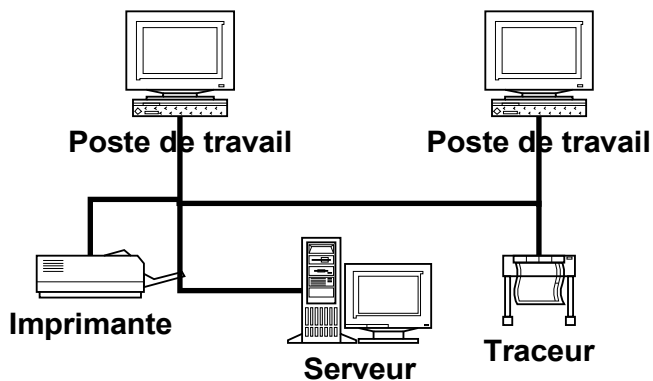 Poste de travail
Poste de travail
Imprimante
Serveur
Traceur